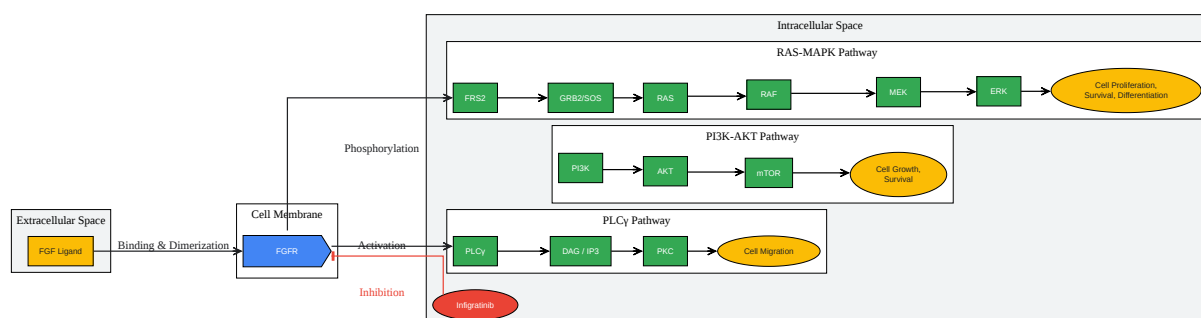 Intracellular Space
RAS-MAPK Pathway
FRS2
GRB2/SOS
RAS
RAF
MEK
ERK
Cell Proliferation,
Survival, Differentiation
Phosphorylation
PI3K-AKT Pathway
PI3K
AKT
mTOR
Cell Growth,
Survival
Extracellular Space
FGF Ligand
Binding & Dimerization
Cell Membrane
FGFR
Activation
Inhibition
PLCγ Pathway
PLCγ
DAG / IP3
PKC
Cell Migration
Infigratinib